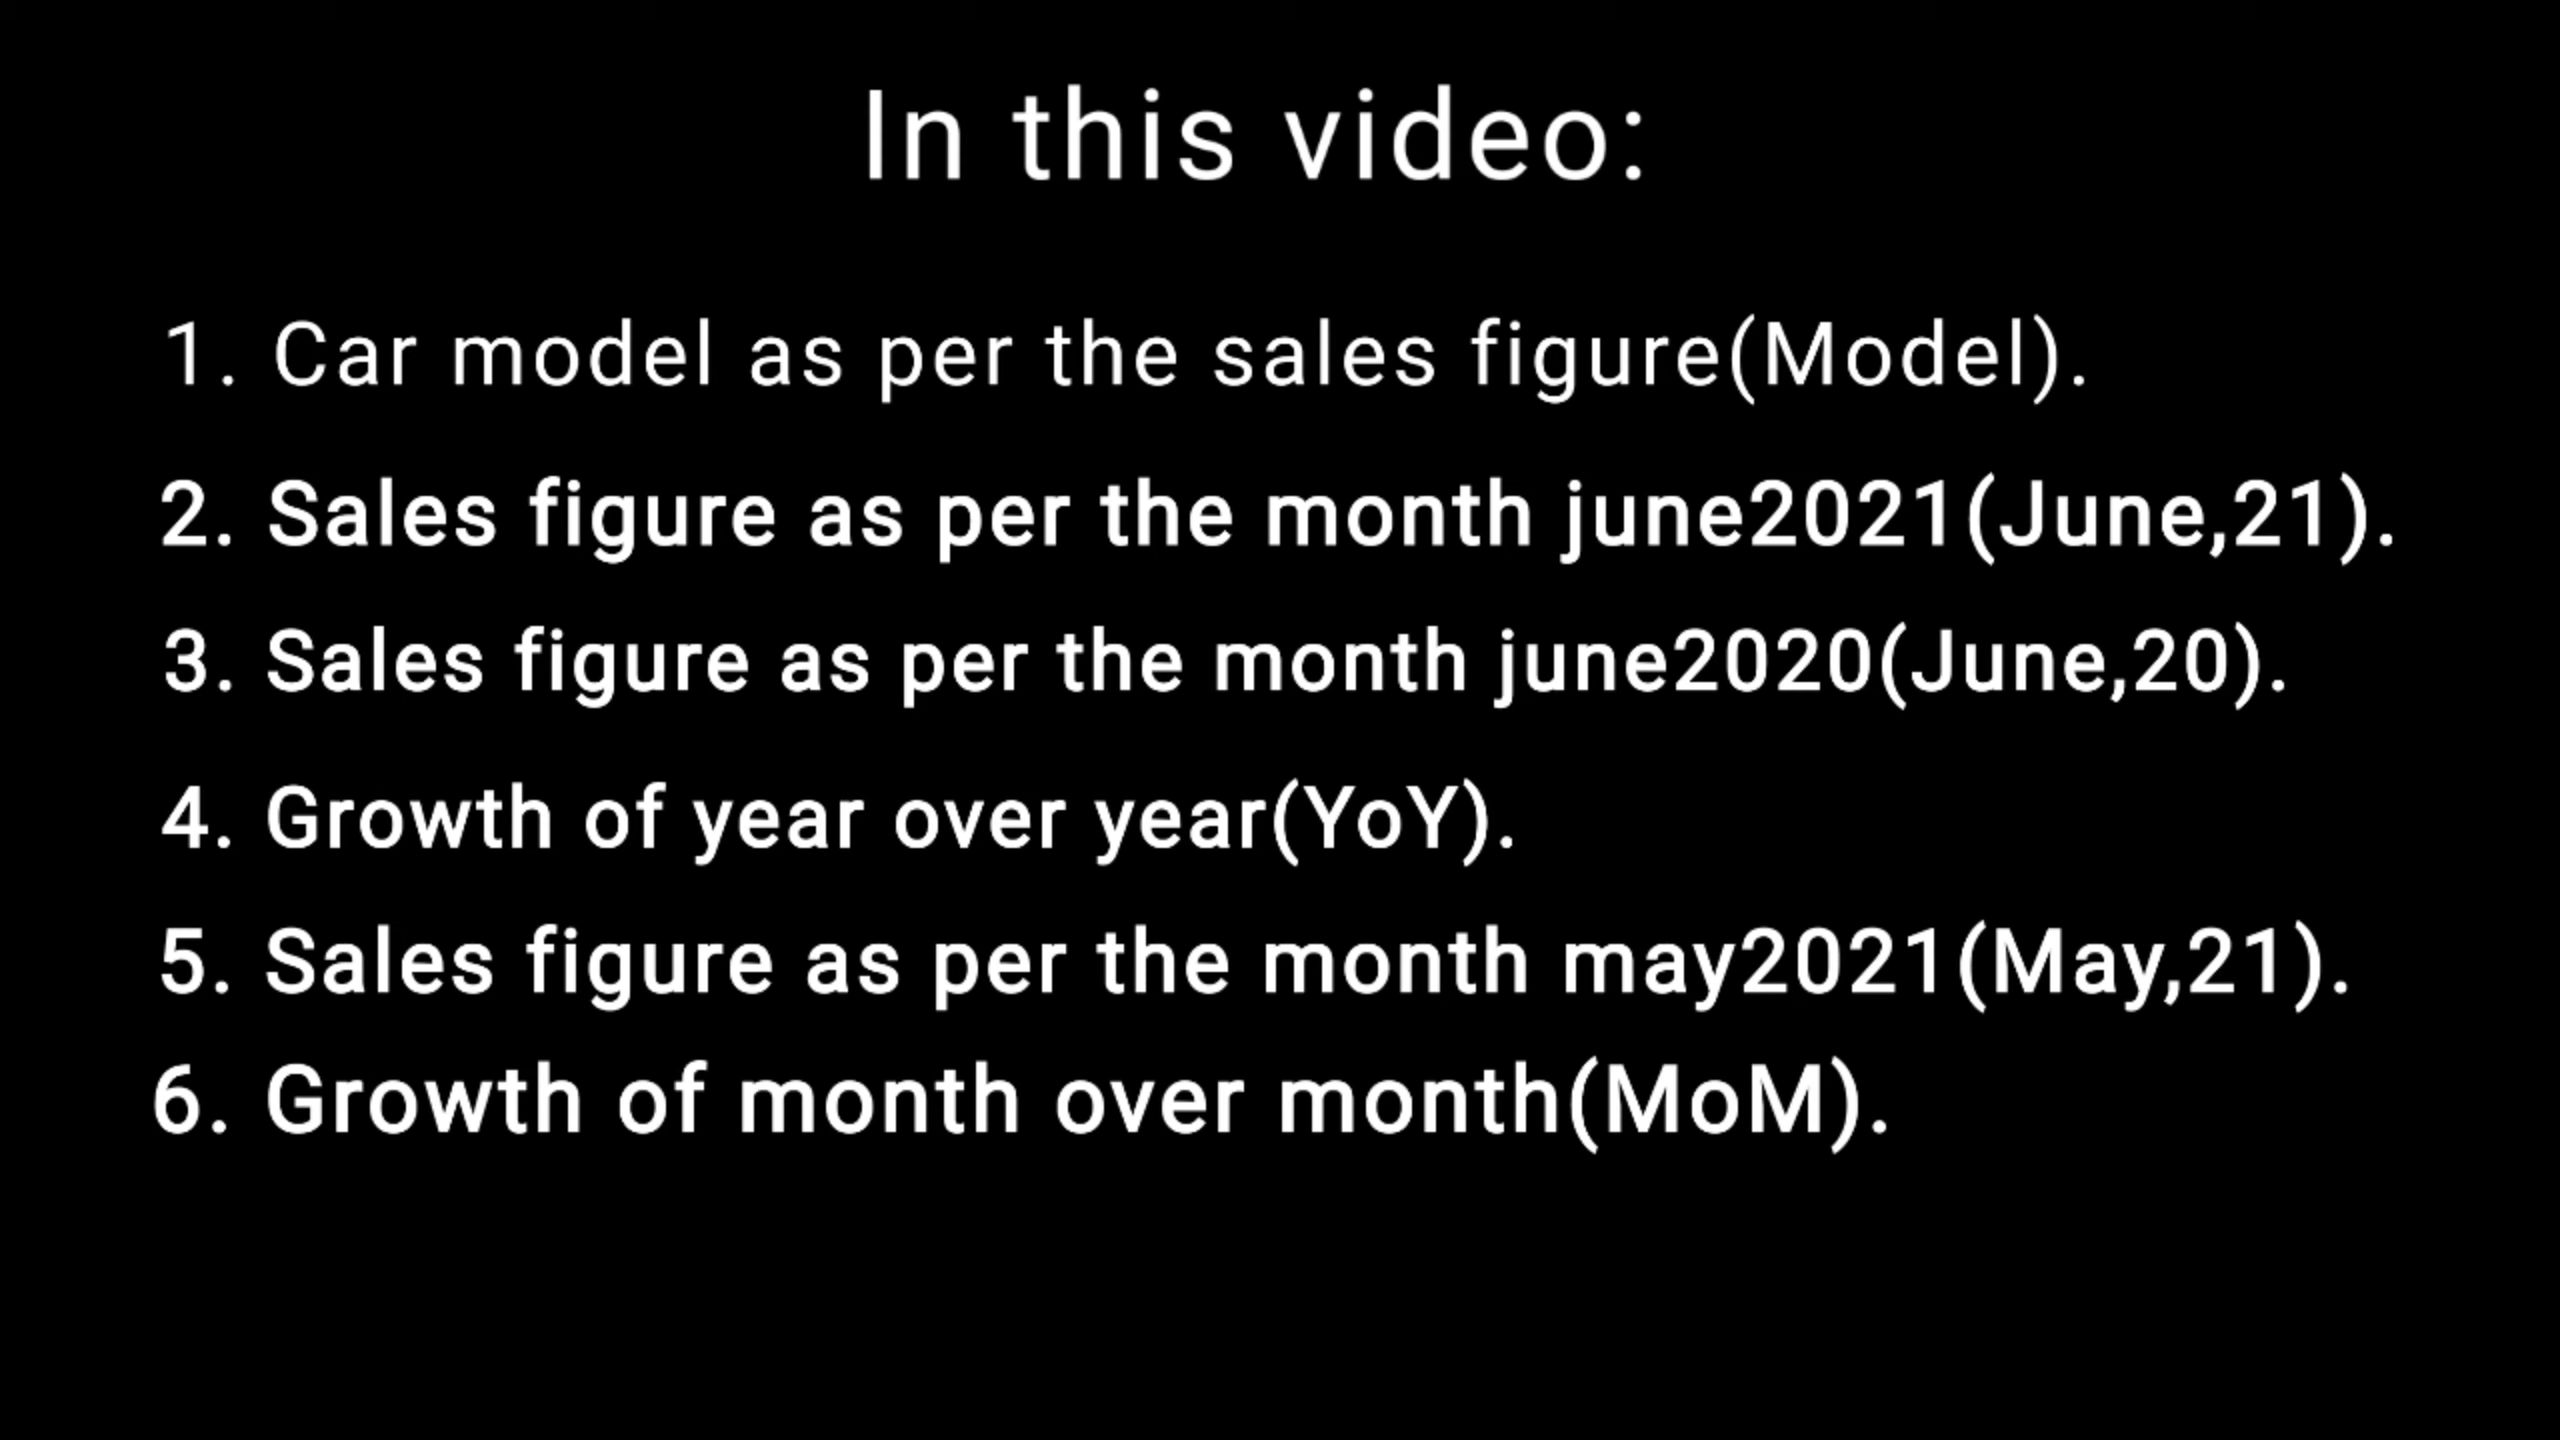 In this video:
1. Car model as per the sales figure(Model).
2. Sales figure as per the month june2021(June,21).
3. Sales figure as per the month june2020(June,20).
4. Growth of year over year(YoY).
5. Sales figure as per the month may2021(May,21).
6. Growth of month over month(MoM).